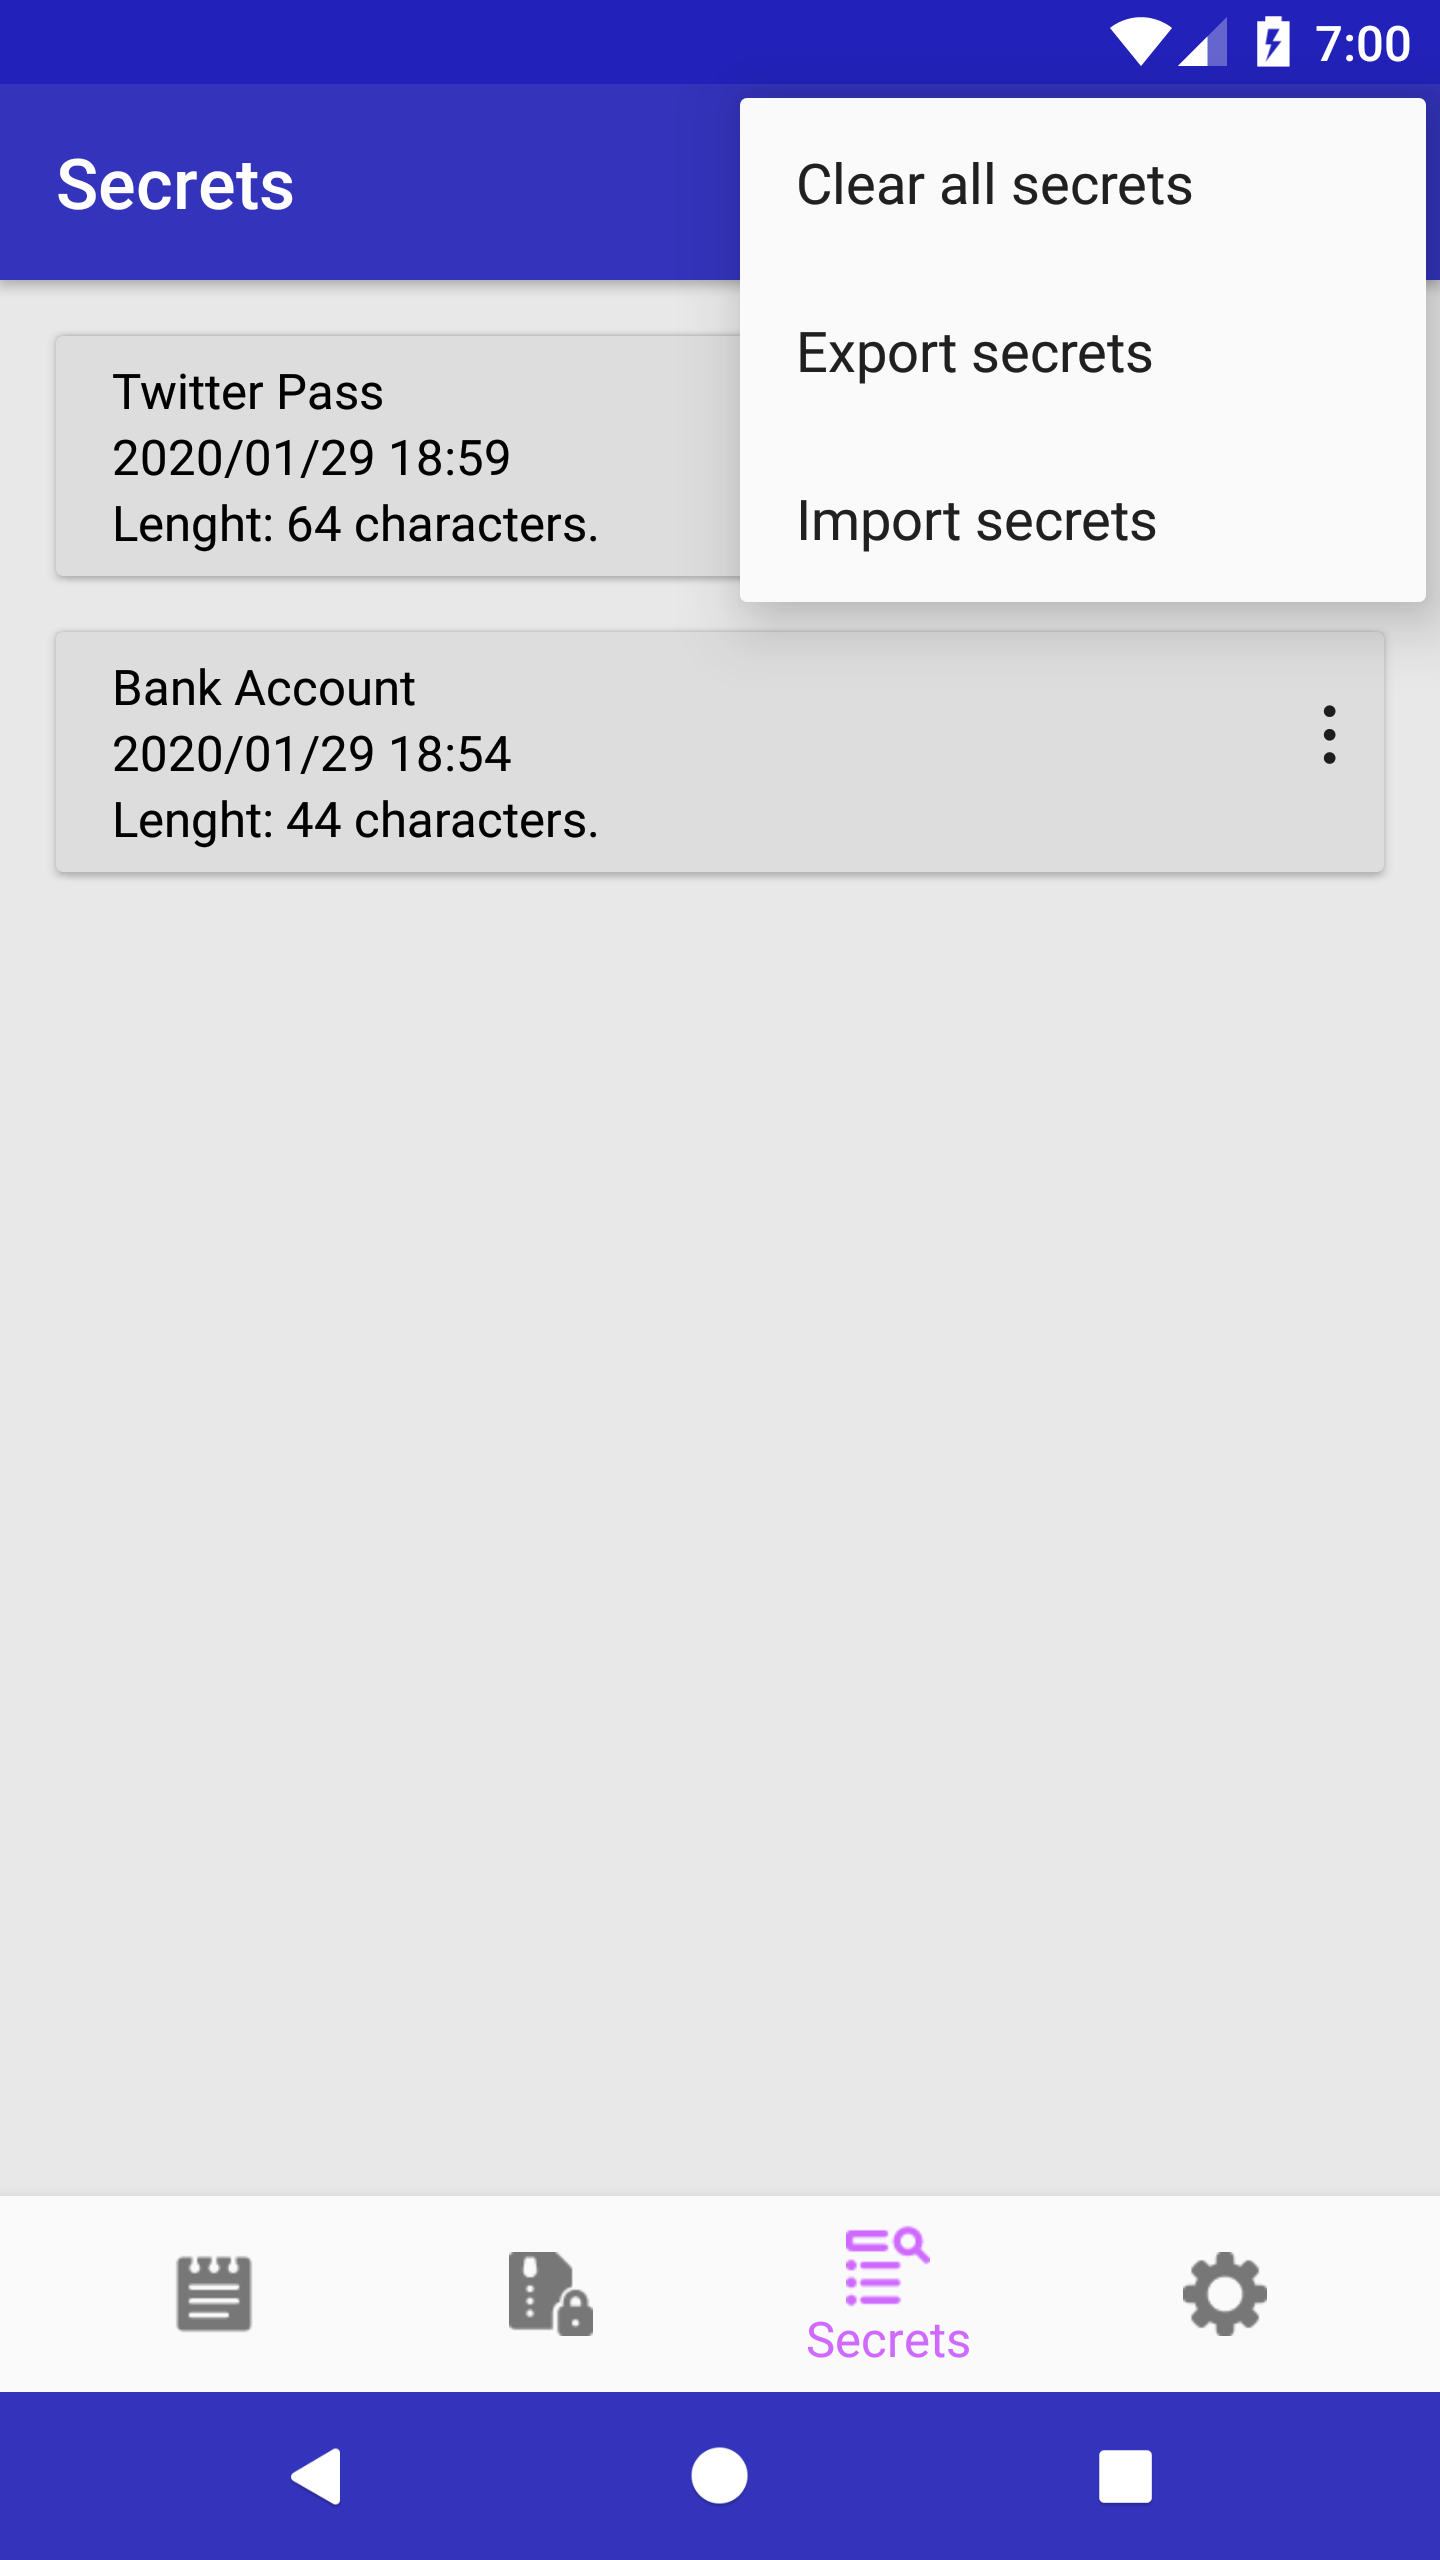 7:00
Secrets
Clear all secrets
Export secrets
Import secrets
Twitter Pass
2020/01/29 18:59
Lenght: 64 characters.
Bank Account
2020/01/29 18:54
Lenght: 44 characters.
Secrets